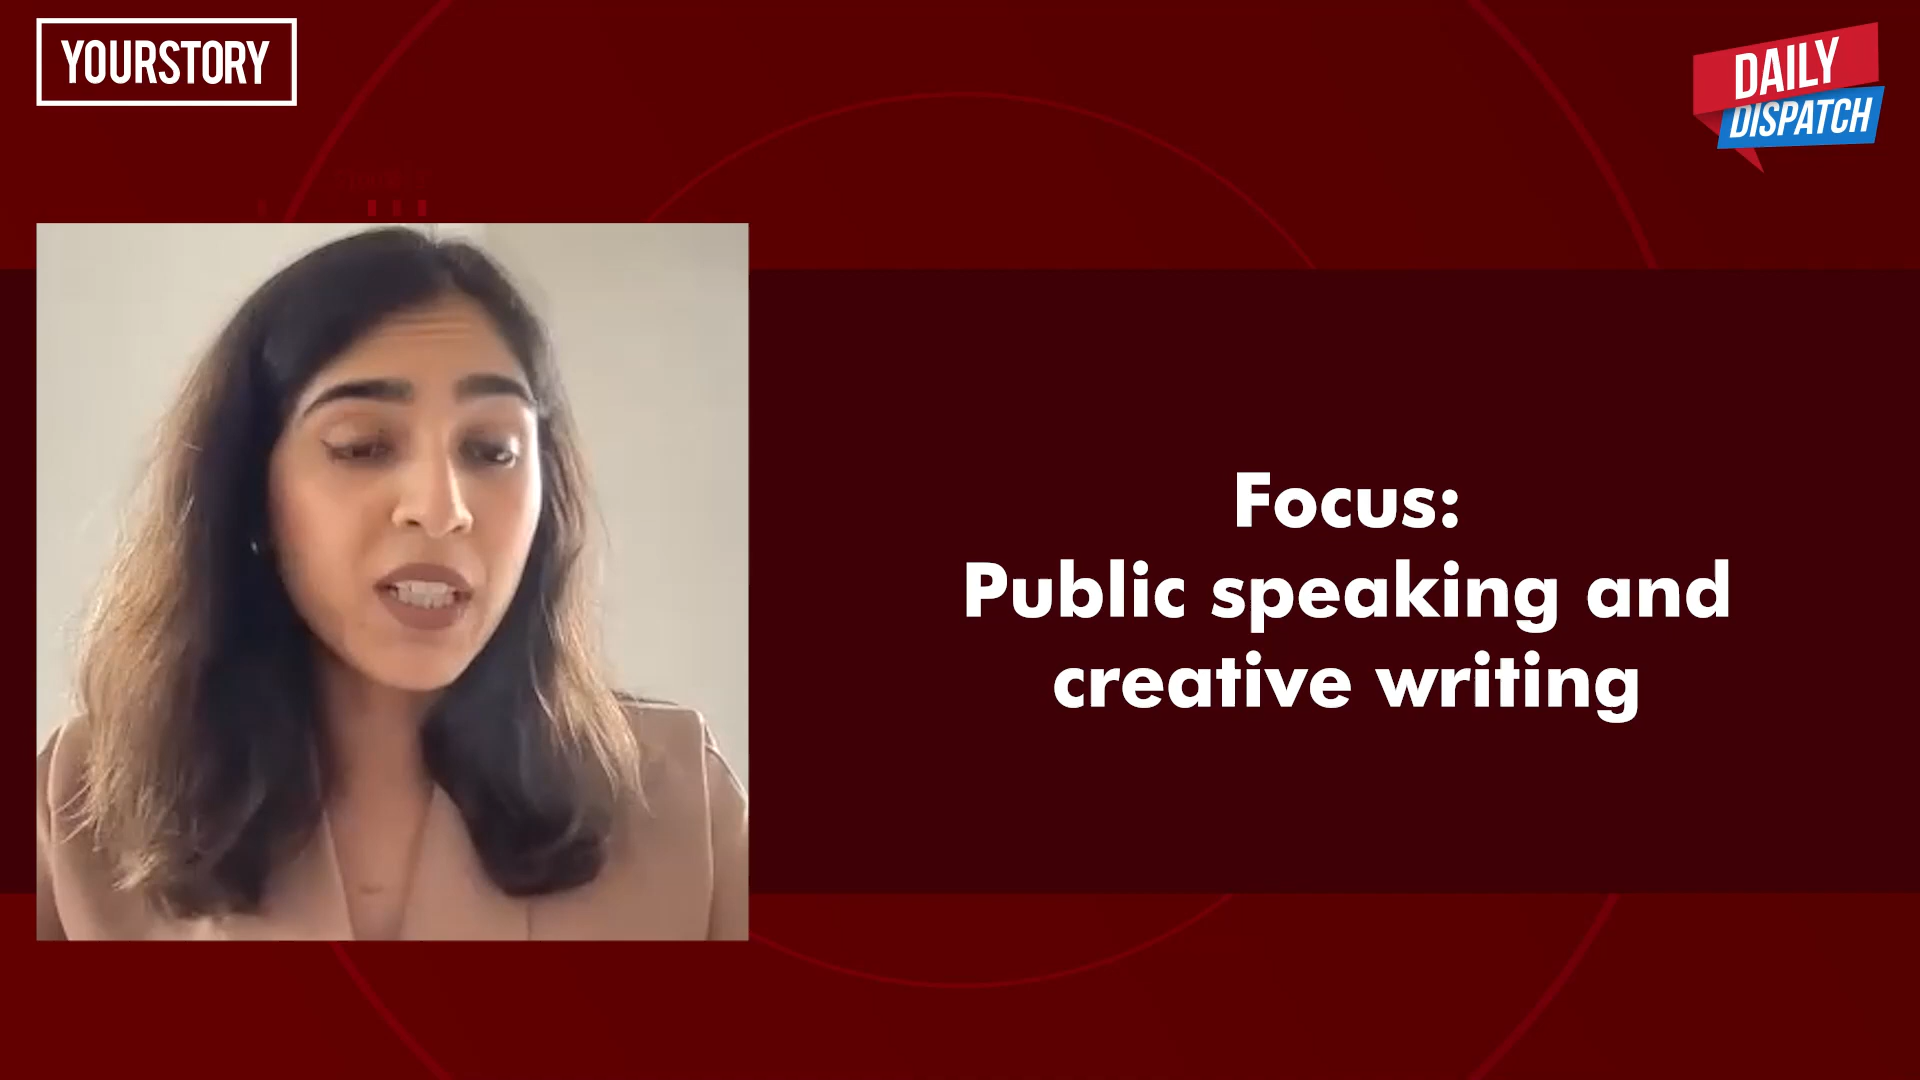 YOURSTORY
DAILY
DISPATCH
Focus:
Public speaking and
creative writing